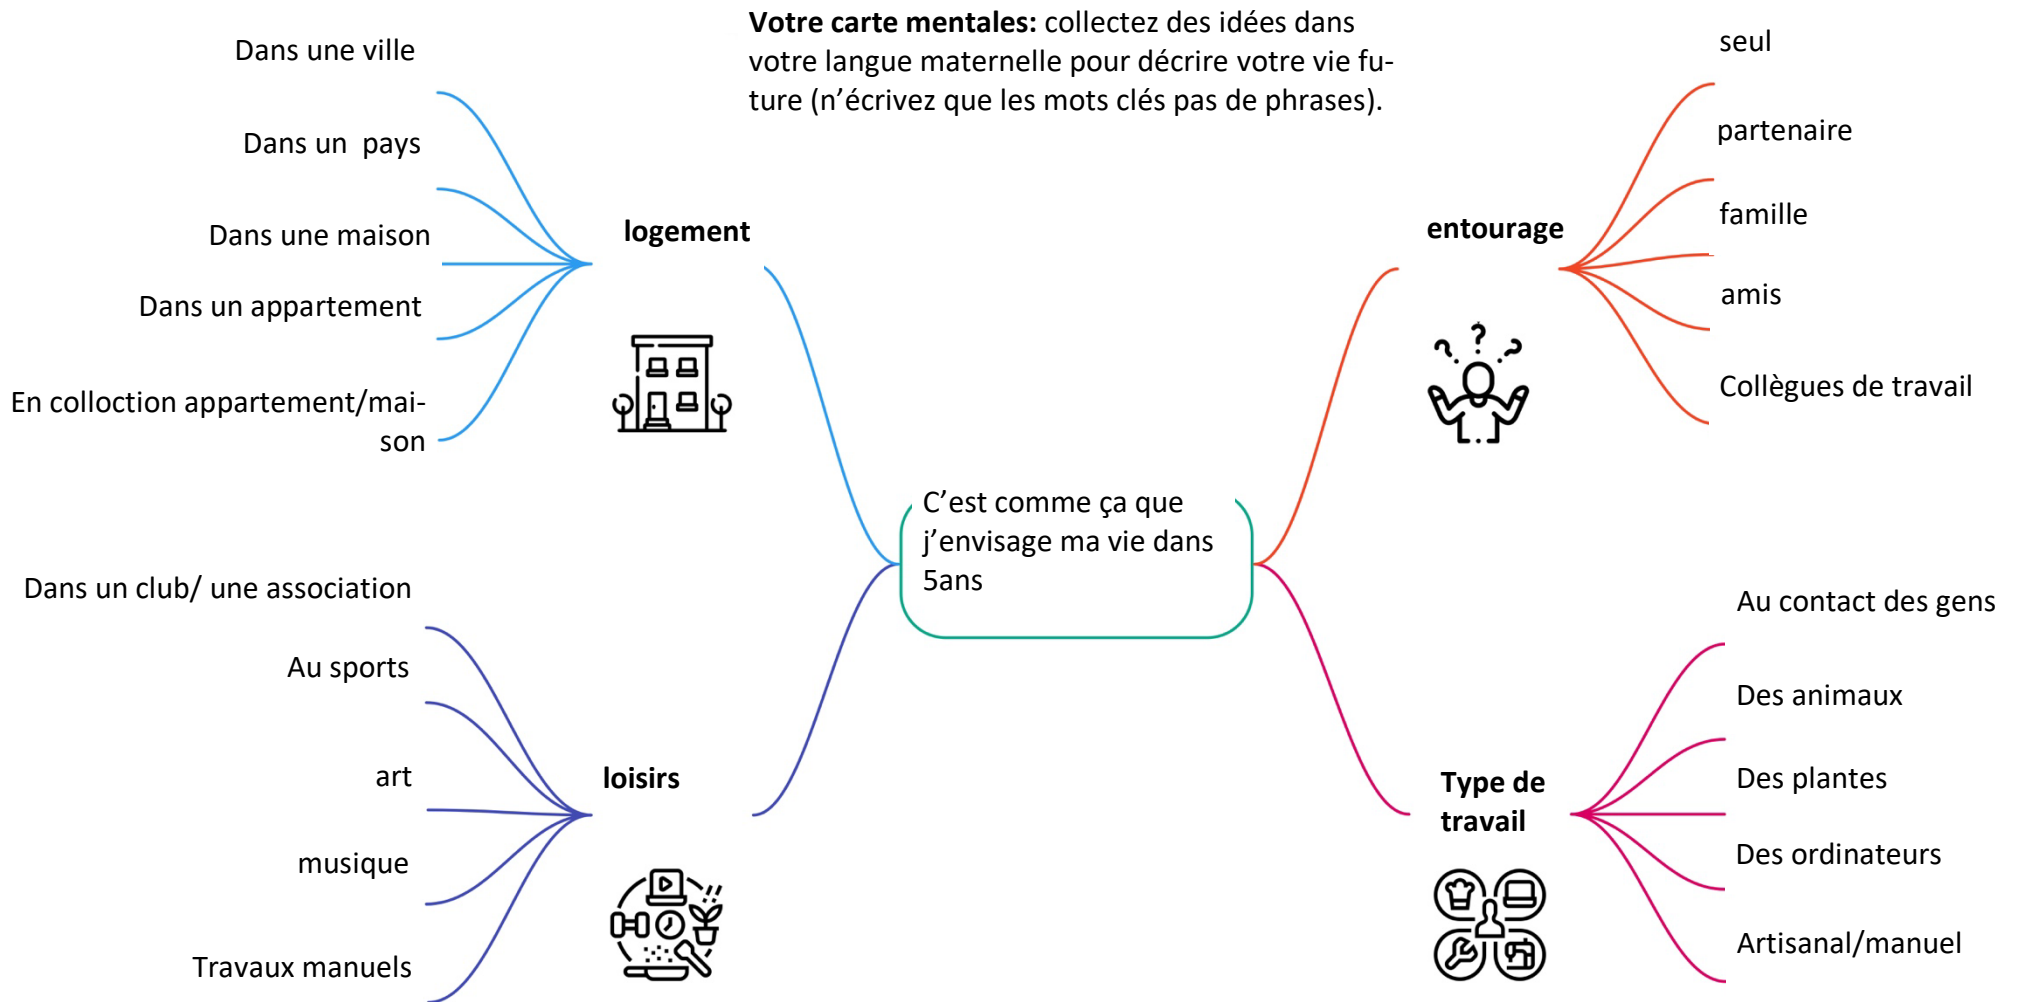 Votre carte mentales: collectez des idées dans
votre langue maternelle pour décrire votre vie fu-
ture (n’écrivez que les mots clés pas de phrases).
Dans une ville
Dans un  pays
Dans une maison
Dans un appartement
En colloction appartement/mai-
son
logement
seul
partenaire
famille
amis
Collègues de travail
entourage
C’est comme ça que
j’envisage ma vie dans
5ans
Dans un club/ une association
Au sports
art
musique
Travaux manuels
loisirs
Au contact des gens
Des animaux
Des plantes
Des ordinateurs
Artisanal/manuel
Type de
travail